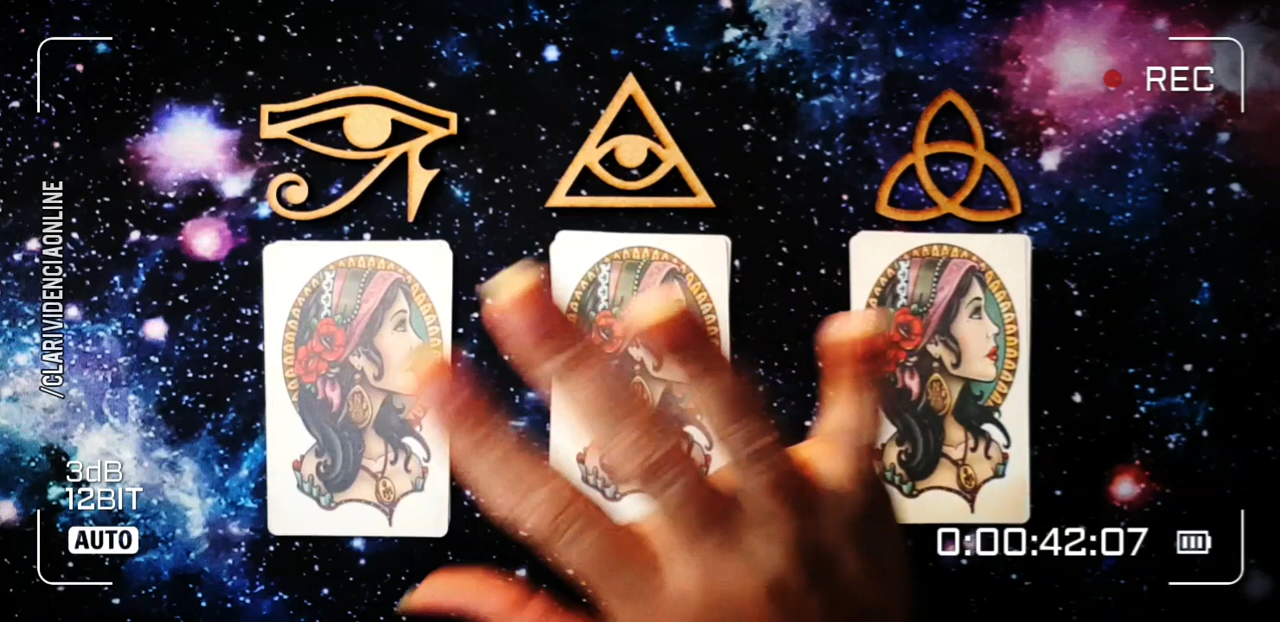 REC
/CLARIVIDENCIAONLINE
3dB
12BIT
AUTO
0:00:42:07